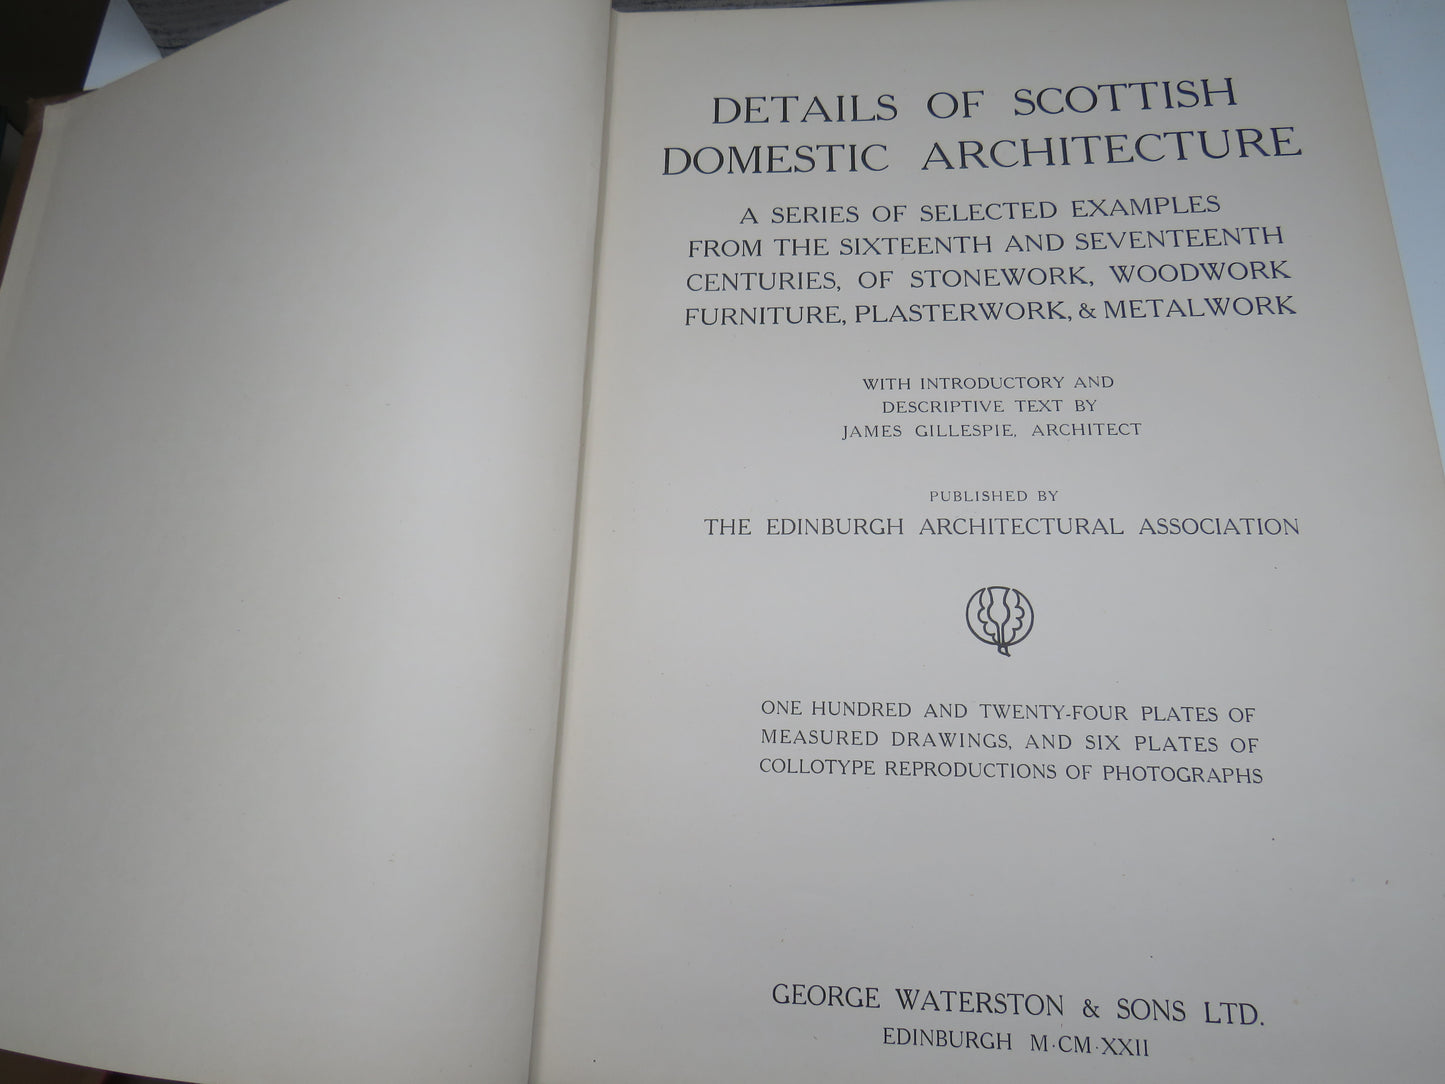 DETAILS OF SCOTTISH
DOMESTIC ARCHITECTURE
A SERIES OF SELECTED EXAMPLES
FROM THE SIXTEENTH AND SEVENTEENTH
CENTURIES, OF STONEWORK, WOODWORK
FURNITURE, PLASTERWORK, & METALWORK
WITH INTRODUCTORY AND
DESCRIPTIVE TEXT BY
JAMES GILLESPIE, ARCHITECT
PUBLISHED BY
THE EDINBURGH ARCHITECTURAL ASSOCIATION
ONE HUNDRED AND TWENTY-FOUR PLATES OF
MEASURED DRAWINGS, AND SIX PLATES OF
COLLOTYPE REPRODUCTIONS OF PHOTOGRAPHS
GEORGE WATERSTON & SONS LTD.
EDINBURGH M·CM·XXII